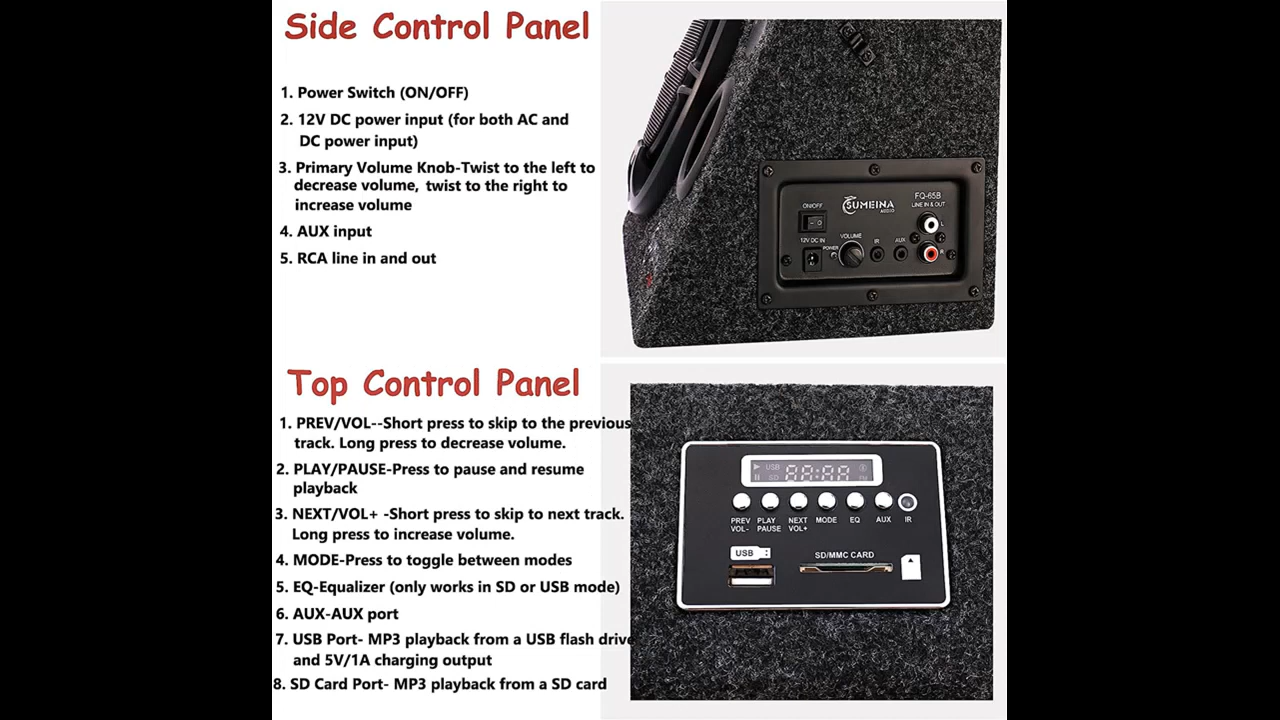 Side Control Panel
1. Power Switch (ON/OFF)
2. 12V DC power input (for both AC and
DC power input)
3. Primary Volume Knob-Twist to the left to
decrease volume, twist to the right to
increase volume
4. AUX input
5. RCA line in and out
ON/OFF
SUMEINA
AUDIO
FQ-65B
LINE IN & OUT
L
12V DC IN
POWER
VOLUME
IR
AUX
R
Top Control Panel
1. PREV/VOL--Short press to skip to the previous
track. Long press to decrease volume.
2. PLAY/PAUSE-Press to pause and resume
playback
3. NEXT/VOL+ -Short press to skip to next track.
Long press to increase volume.
4. MODE-Press to toggle between modes
5. EQ-Equalizer (only works in SD or USB mode)
6. AUX-AUX port
7. USB Port- MP3 playback from a USB flash drive
and 5V/1A charging output
8. SD Card Port- MP3 playback from a SD card
USB 88:88
SD
PREV PLAY NEXT MODE EQ AUX IR
VOL- PAUSE VOL+
USB
SD/MMC CARD